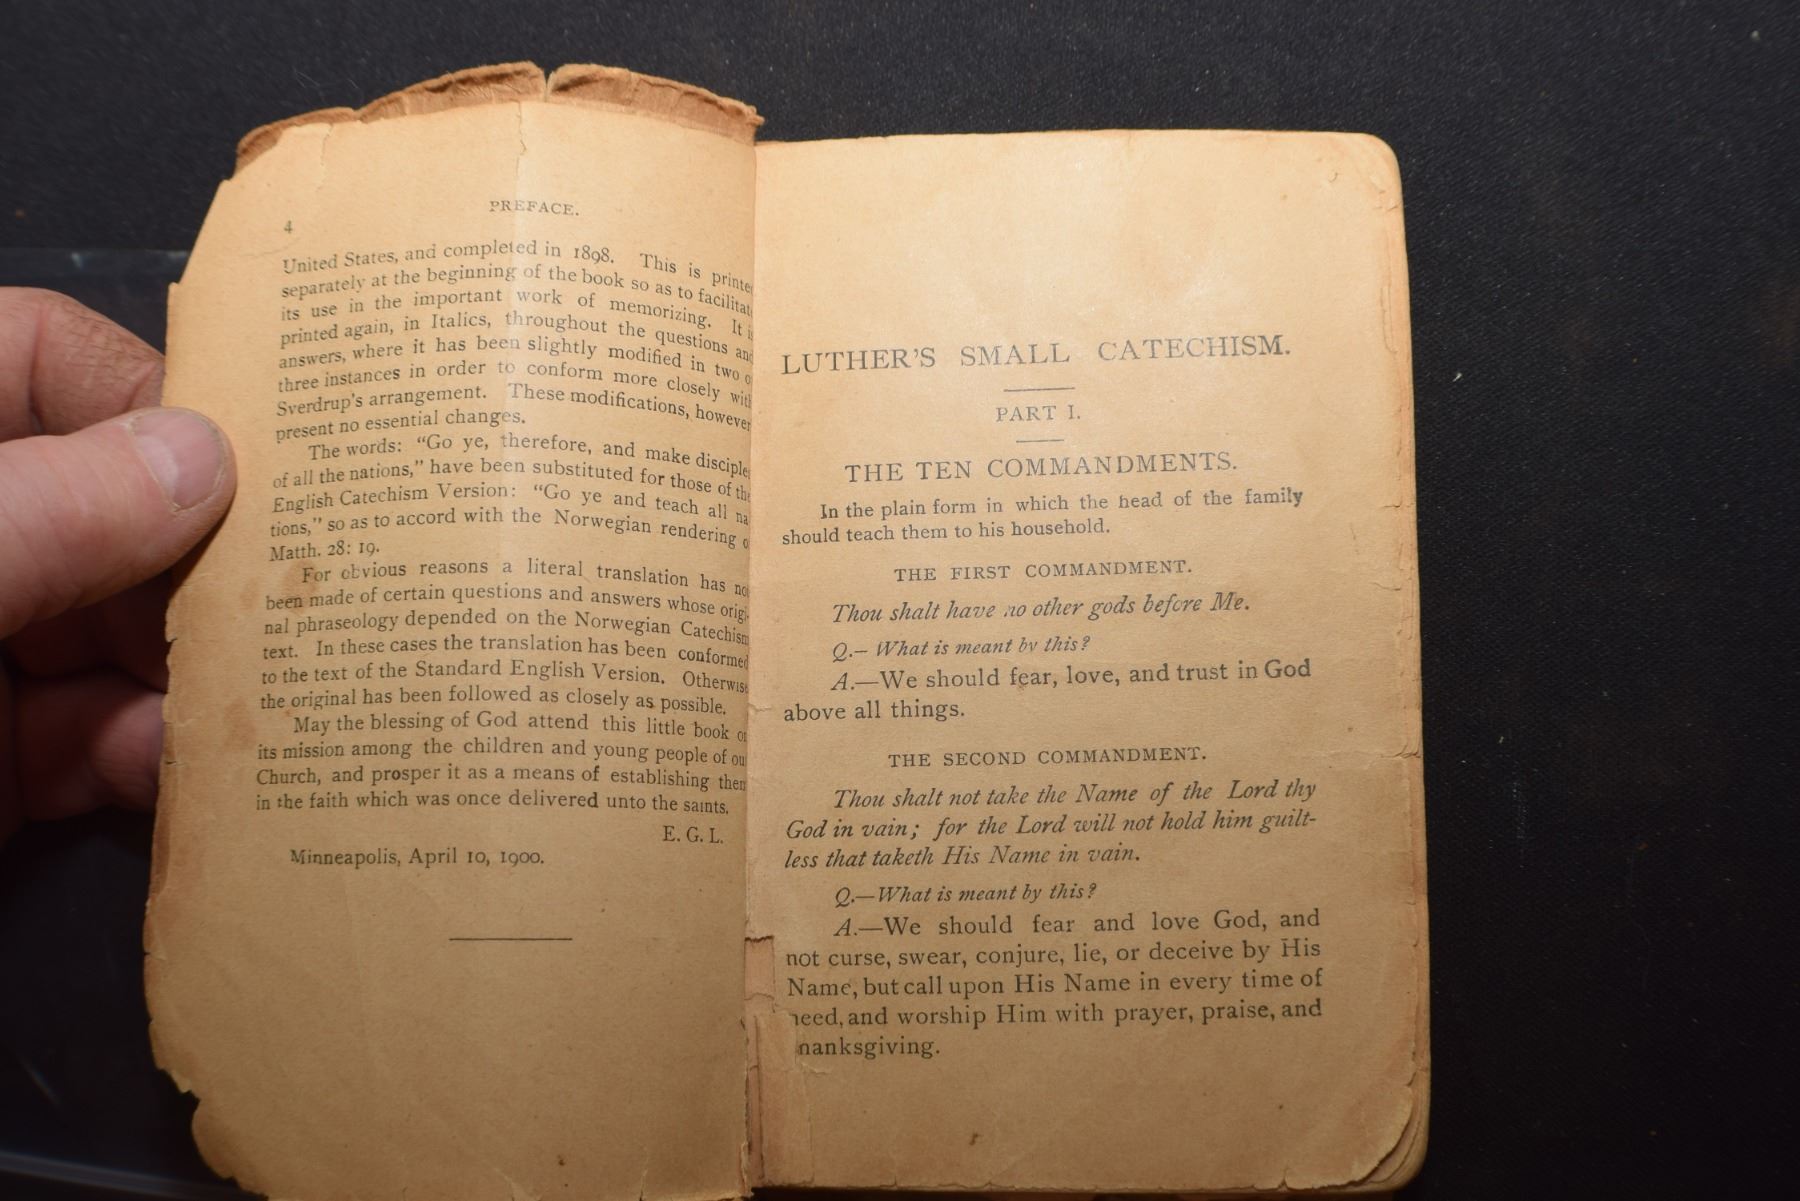 PREFACE.
4
United States, and completed in 1898. This is printe
separately at the beginning of the book so as to facilitat
its use in the important work of memorizing. It i
printed again, in Italics, throughout the questions and
answers, where it has been slightly modified in two o
three instances in order to conform more closely with
Sverdrup's arrangement. These modifications, however
present no essential changes.
The words: “Go ye, therefore, and make disciple
of all the nations,” have been substituted for those of the
English Catechism Version: “Go ye and teach all na
tions,” so as to accord with the Norwegian rendering o
Matth. 28: 19.
For obvious reasons a literal translation has no
been made of certain questions and answers whose origi-
nal phraseology depended on the Norwegian Catechism
text. In these cases the translation has been conformed
to the text of the Standard English Version. Otherwise
the original has been followed as closely as possible.
May the blessing of God attend this little book on
its mission among the children and young people of our
Church, and prosper it as a means of establishing them
in the faith which was once delivered unto the saints.
E. G. L.
Minneapolis, April 10, 1900.
LUTHER'S SMALL CATECHISM.
PART I.
THE TEN COMMANDMENTS.
In the plain form in which the head of the family
should teach them to his household.
THE FIRST COMMANDMENT.
Thou shalt have no other gods before Me.
Q.— What is meant by this?
A.—We should fear, love, and trust in God
above all things.
THE SECOND COMMANDMENT.
Thou shalt not take the Name of the Lord thy
God in vain; for the Lord will not hold him guilt-
less that taketh His Name in vain.
Q.—What is meant by this?
A.—We should fear and love God, and
not curse, swear, conjure, lie, or deceive by His
Name, but call upon His Name in every time of
need, and worship Him with prayer, praise, and
hanksgiving.